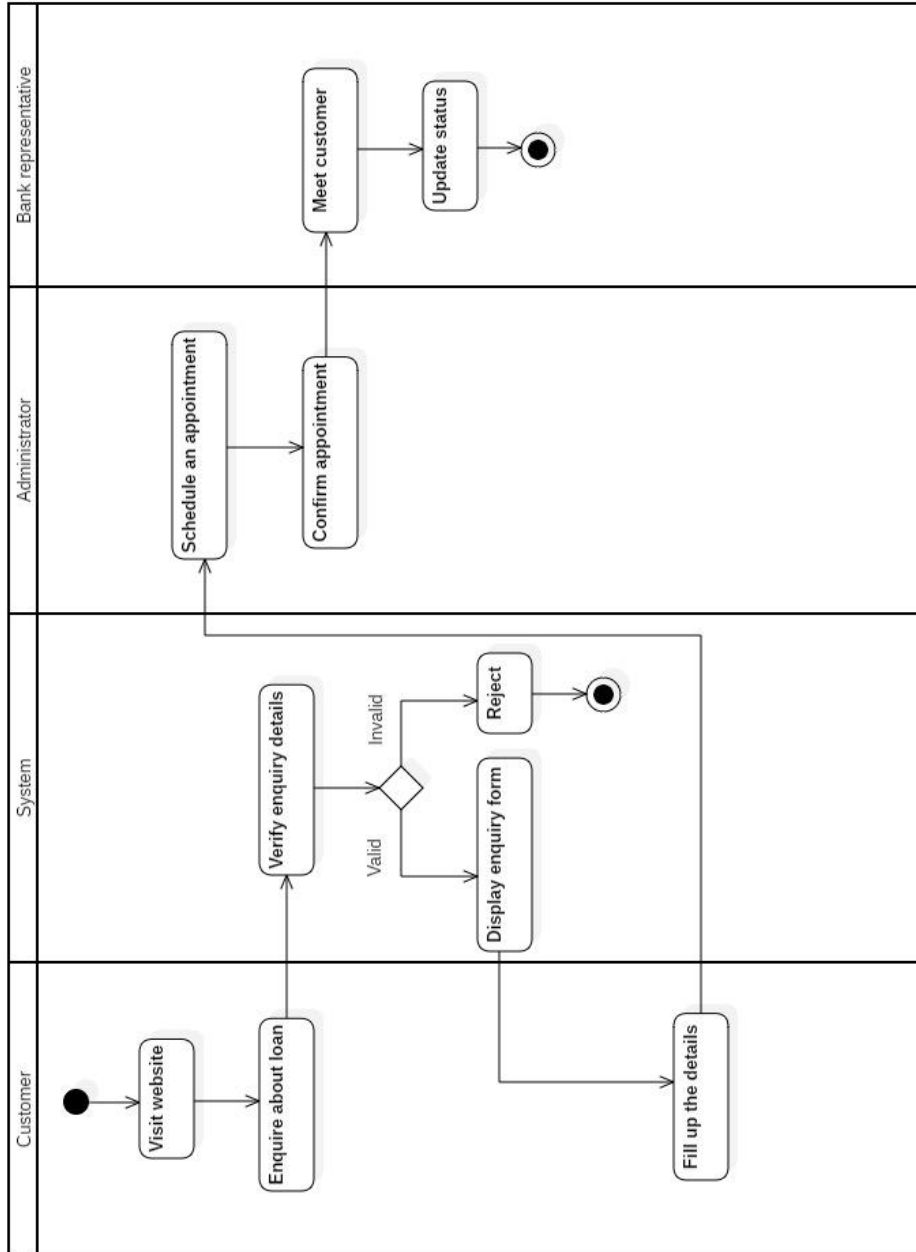 Customer
System
Administrator
Bank representative
Visit website
Enquire about loan
Verify enquiry details
Valid
Invalid
Display enquiry form
Reject
Fill up the details
Schedule an appointment
Confirm appointment
Meet customer
Update status